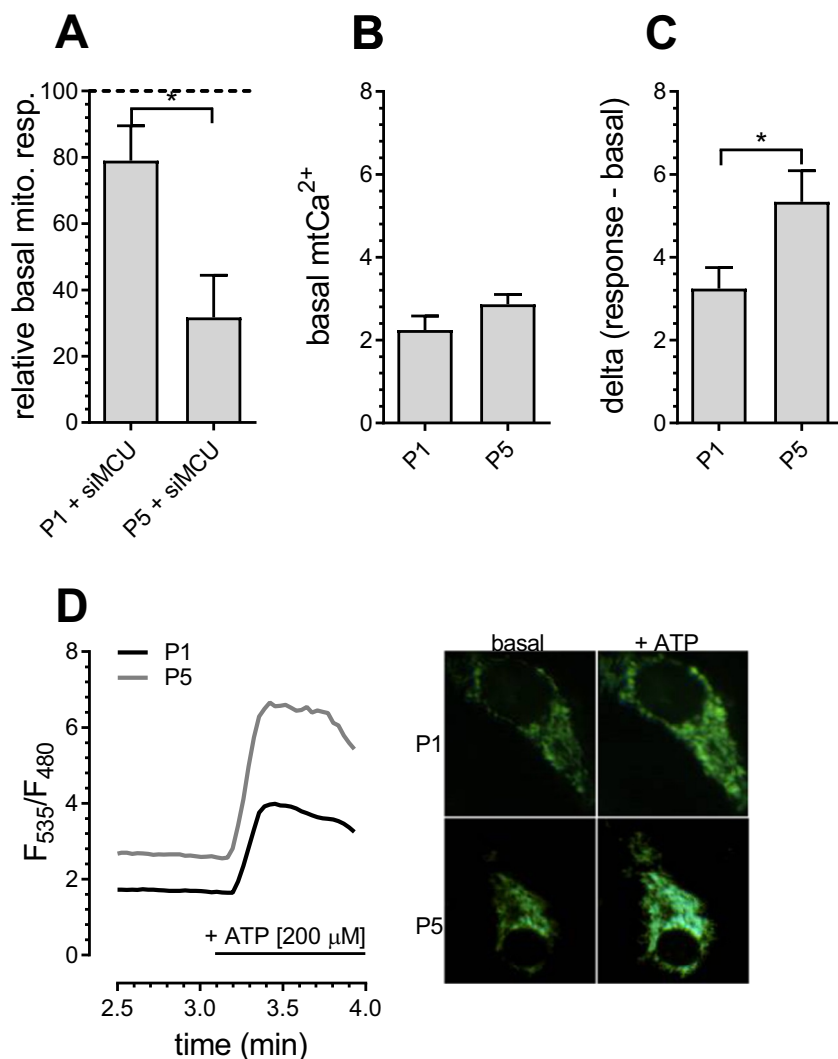 A
relative basal mito. resp.
100
80
60
40
20
0
*
P1 + siMCU
P5 + siMCU
B
basal mtCa2+
8
6
4
2
0
P1
P5
C
delta (response - basal)
8
6
4
2
0
*
P1
P5
D
F535/F480
8
6
4
2
0
P1
P5
+ ATP [200 μM]
2.5 3.0 3.5 4.0
time (min)
basal + ATP
P1
P5